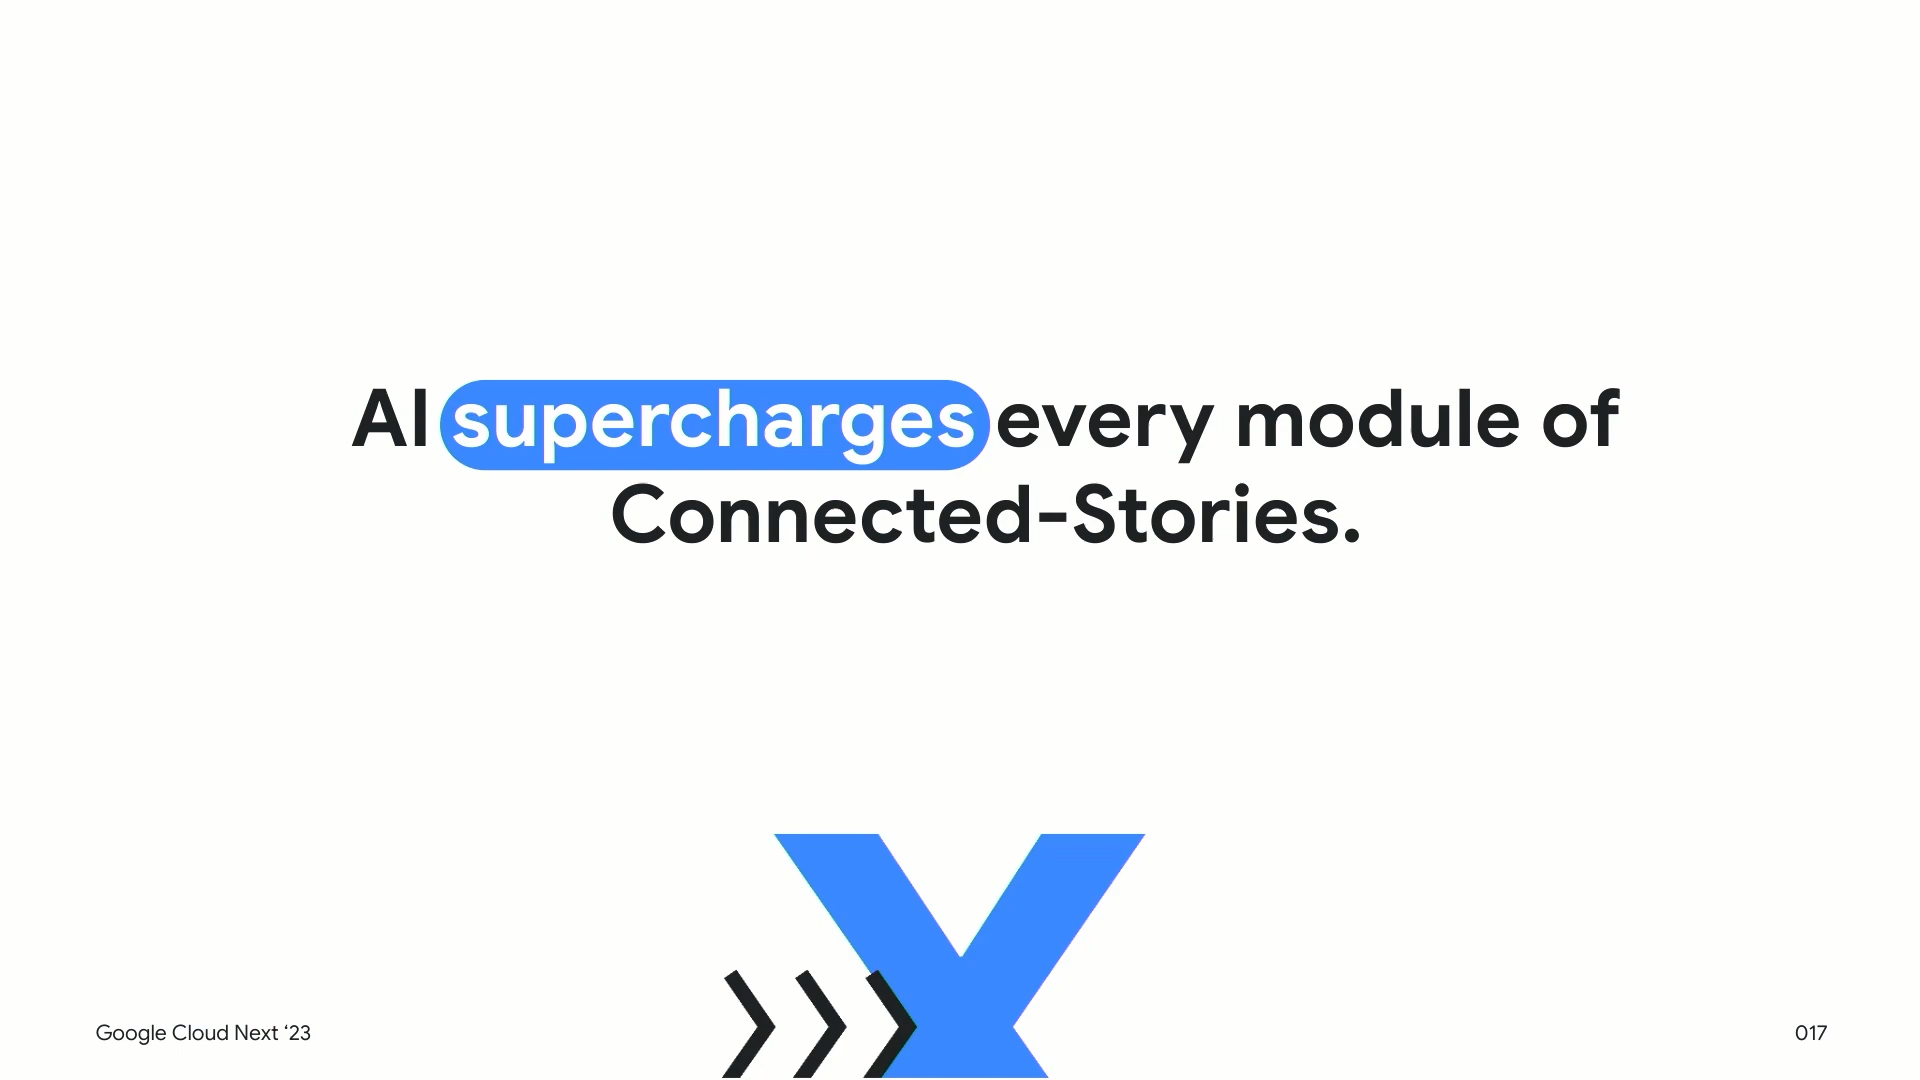 AI supercharges every module of
Connected-Stories.
Google Cloud Next ‘23
017